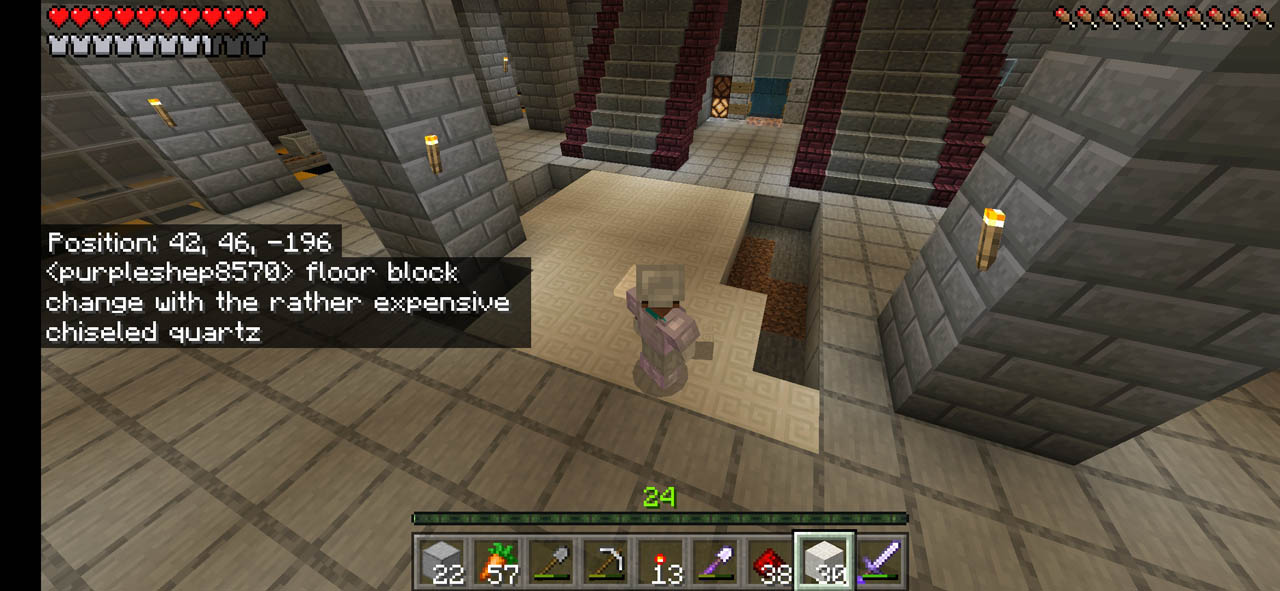 Position: 42, 46, -196
<purpleshep8570> floor block
change with the rather expensive
chiseled quartz
24
22
57
13
38
30